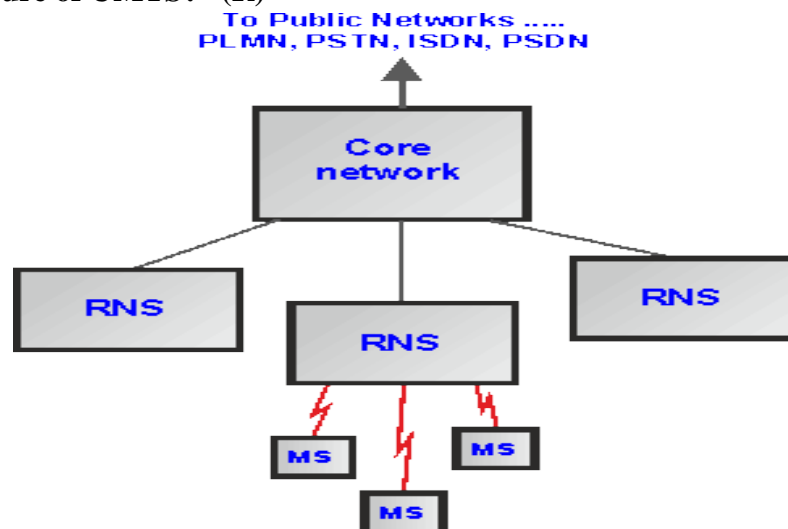 To Public Networks .....
PLMN, PSTN, ISDN, PSDN
Core
network
RNS
RNS
RNS
MS
MS
MS